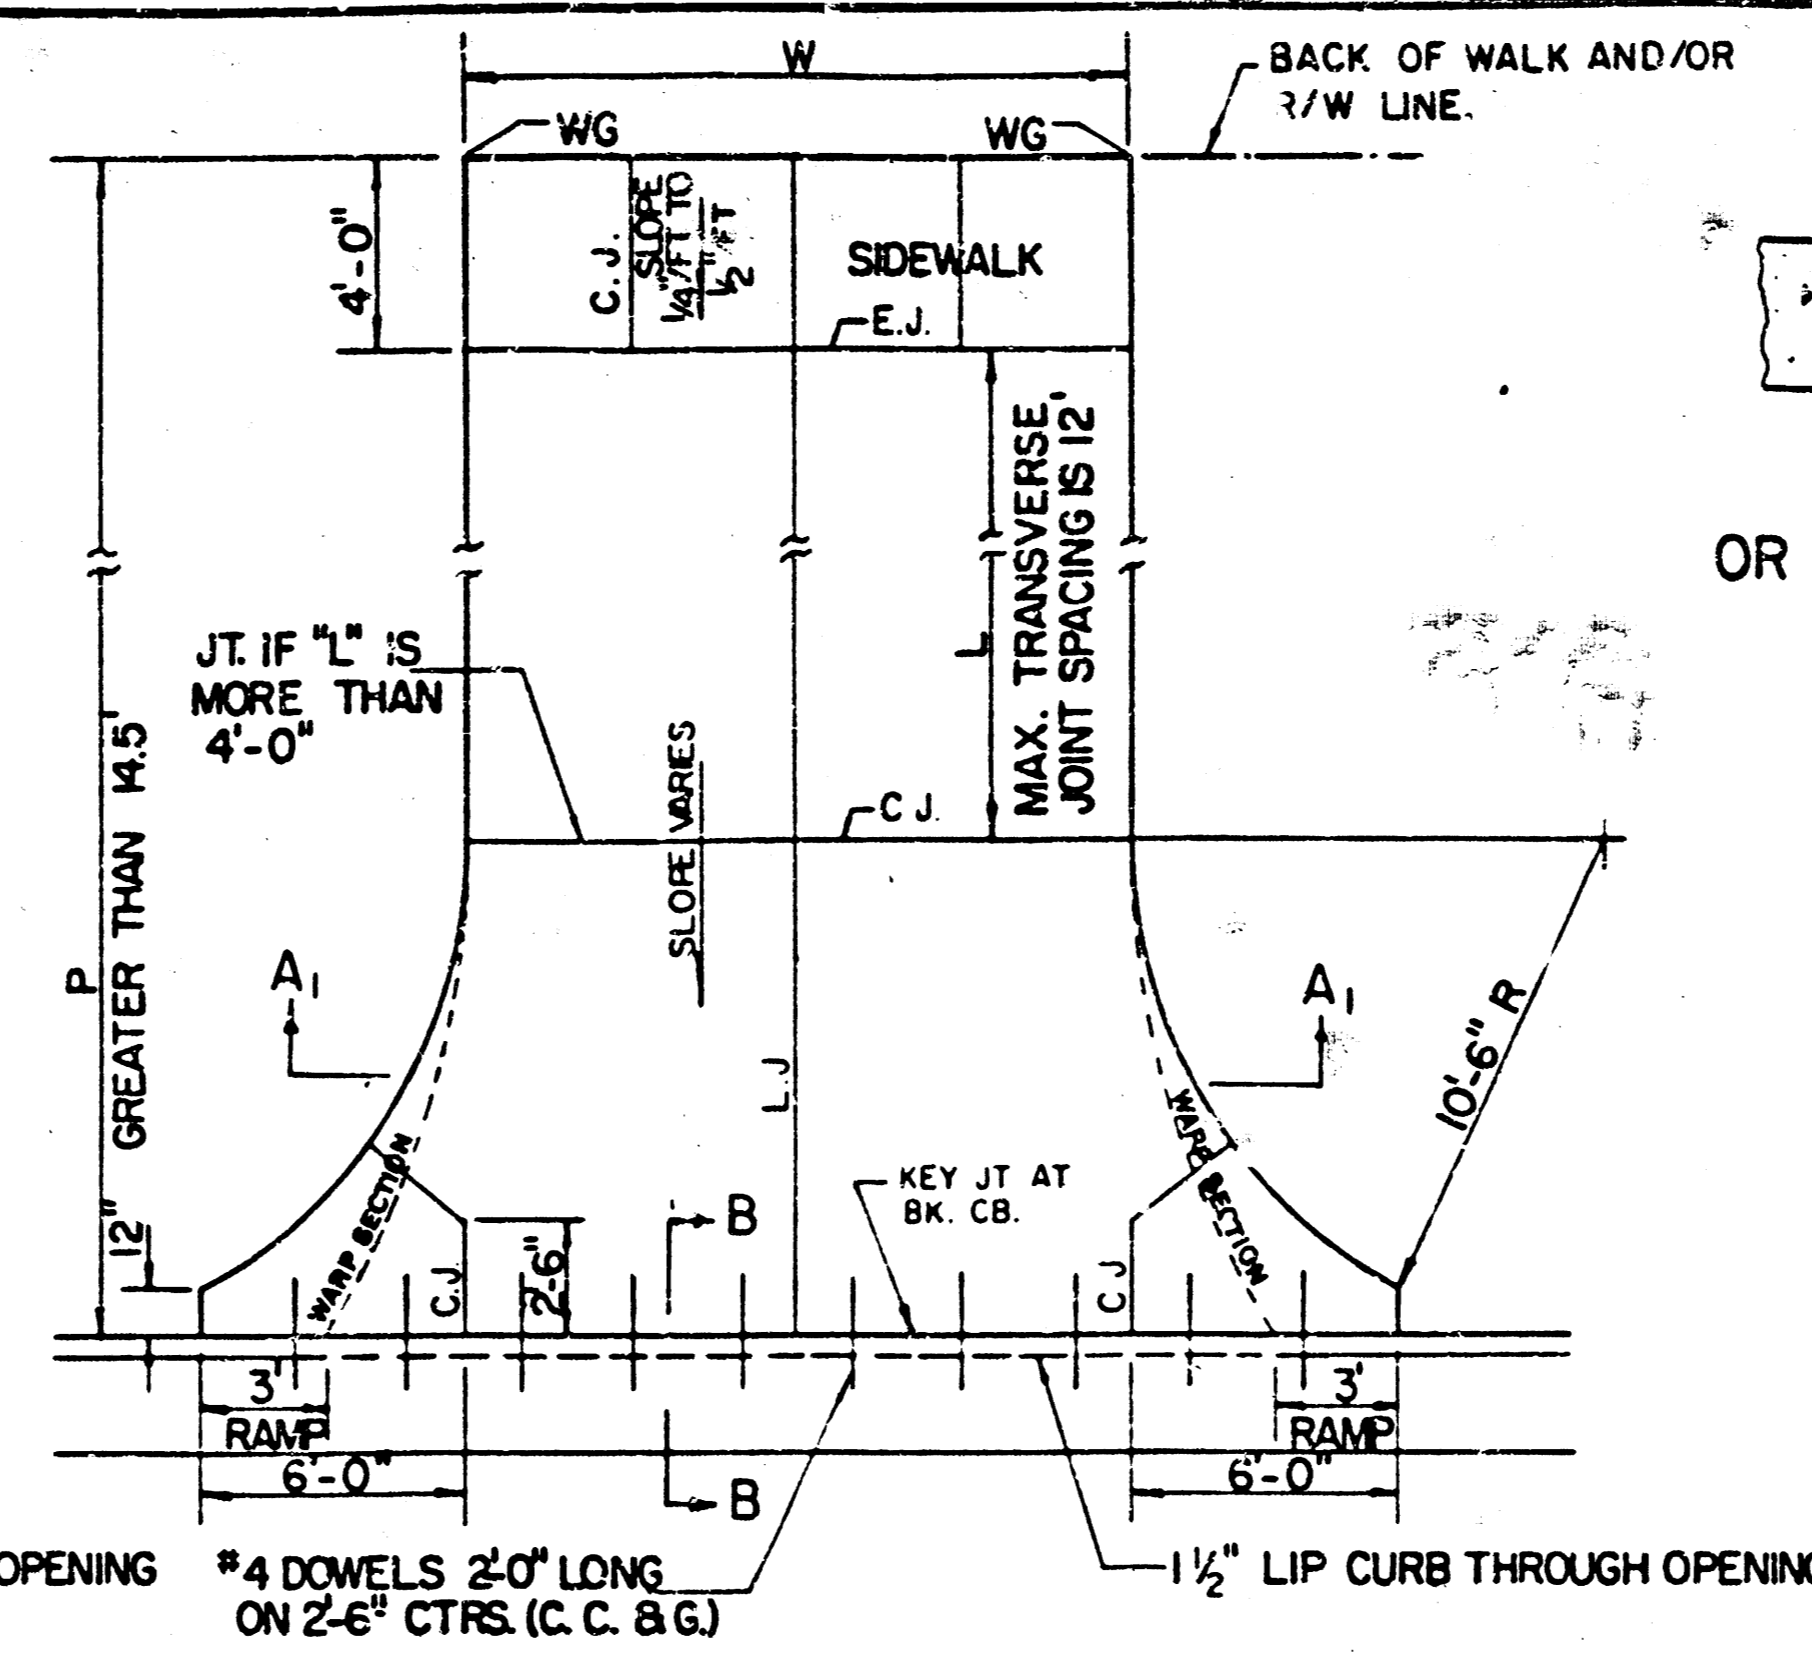 W
BACK OF WALK AND/OR
R/W LINE.
WG
WG
4'-0"
C. J.
SLOPE
1/4"/FT TO
1/2"/FT
SIDEWALK
E.J.
MAX. TRANSVERSE
JOINT SPACING IS 12'
L
OR
JT. IF "L" IS
MORE THAN
4'-0"
SLOPE VARIES
C J.
P
GREATER THAN 14.5'
A1
A1
10'-6" R
L.J
WARP SECTION
WARP SECTION
12"
KEY JT AT
BK. CB.
B
C.J
2'-6"
C.J
3'
RAMP
6'-0"
3'
RAMP
6'-0"
B
OPENING
#4 DOWELS 2'-0" LONG
ON 2'-6" CTRS. (C. C. & G.)
1 1/2" LIP CURB THROUGH OPENING